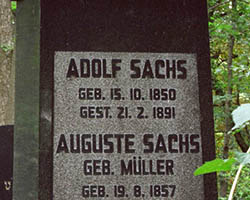 ADOLF SACHS
GEB. 15. 10. 1850
GEST. 21. 2. 1891
AUGUSTE SACHS
GEB. MÜLLER
GEB. 19. 8. 1857